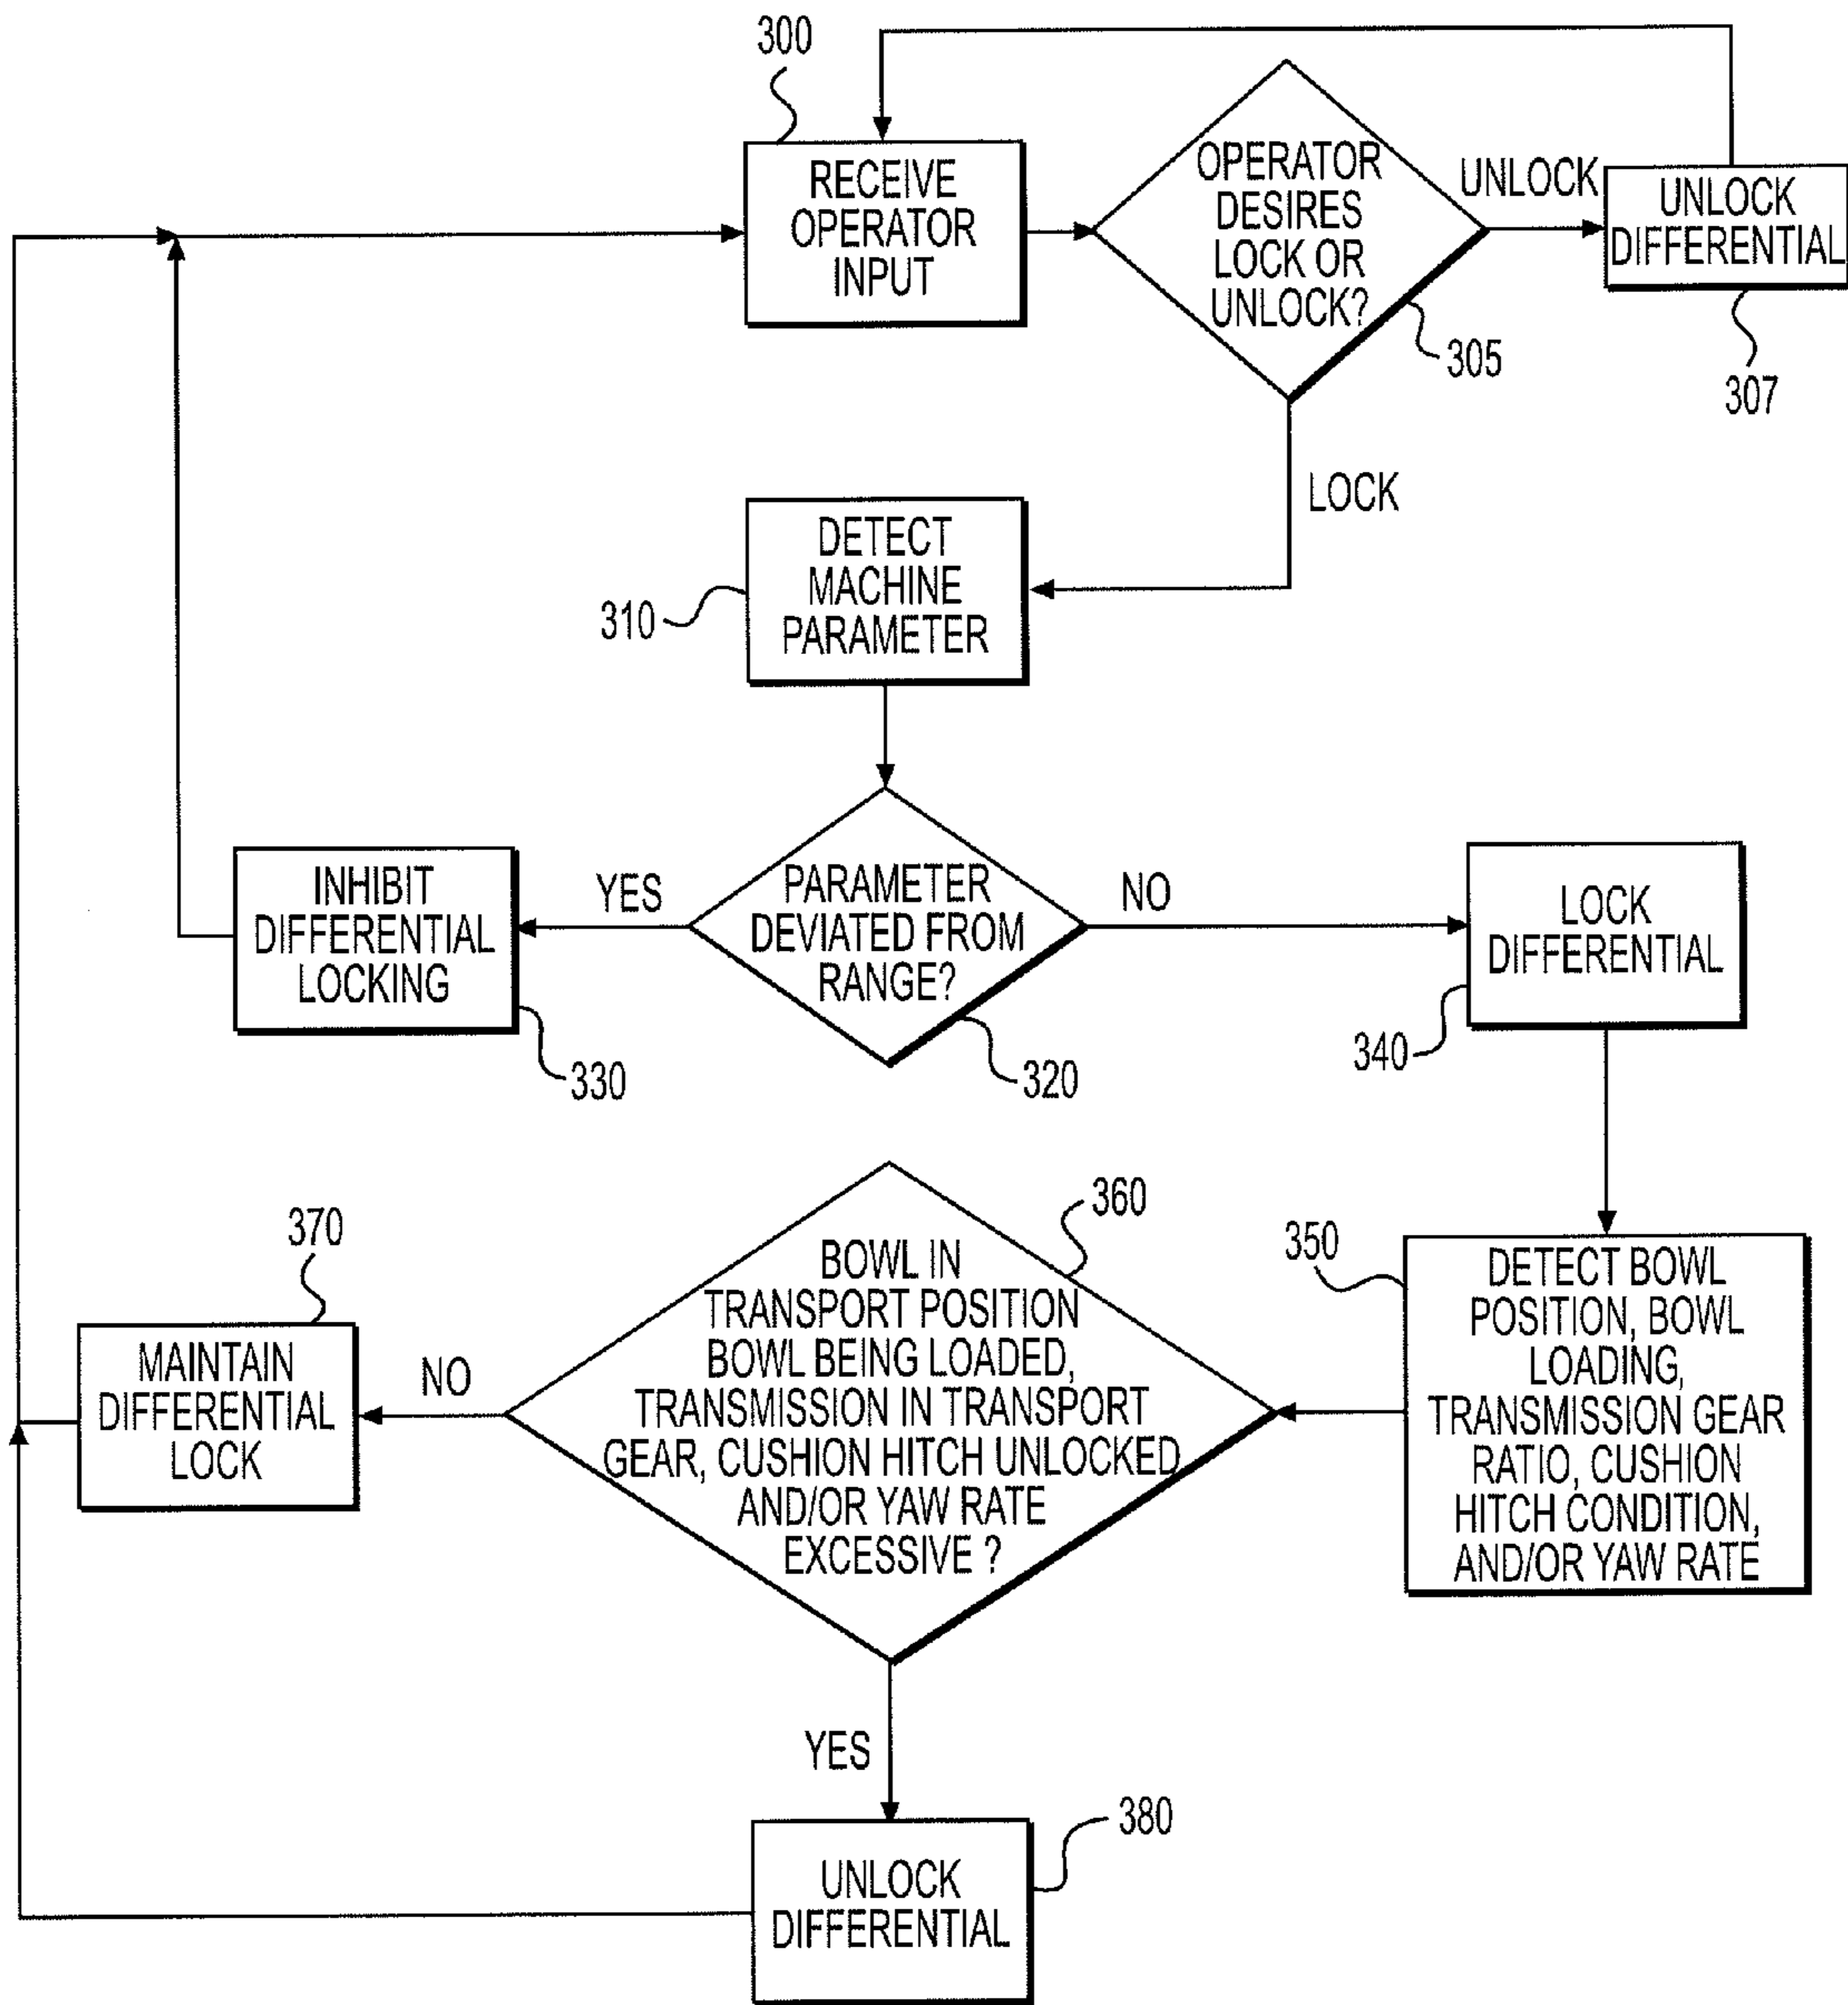 300
RECEIVE
OPERATOR
INPUT
OPERATOR
DESIRES
LOCK OR
UNLOCK?
305
UNLOCK
UNLOCK
DIFFERENTIAL
307
LOCK
DETECT
MACHINE
PARAMETER
310
PARAMETER
DEVIATED FROM
RANGE?
320
YES
INHIBIT
DIFFERENTIAL
LOCKING
330
NO
LOCK
DIFFERENTIAL
340
350
DETECT BOWL
POSITION, BOWL
LOADING,
TRANSMISSION GEAR
RATIO, CUSHION
HITCH CONDITION,
AND/OR YAW RATE
360
BOWL IN
TRANSPORT POSITION
BOWL BEING LOADED,
TRANSMISSION IN TRANSPORT
GEAR, CUSHION HITCH UNLOCKED
AND/OR YAW RATE
EXCESSIVE ?
NO
370
MAINTAIN
DIFFERENTIAL
LOCK
YES
380
UNLOCK
DIFFERENTIAL